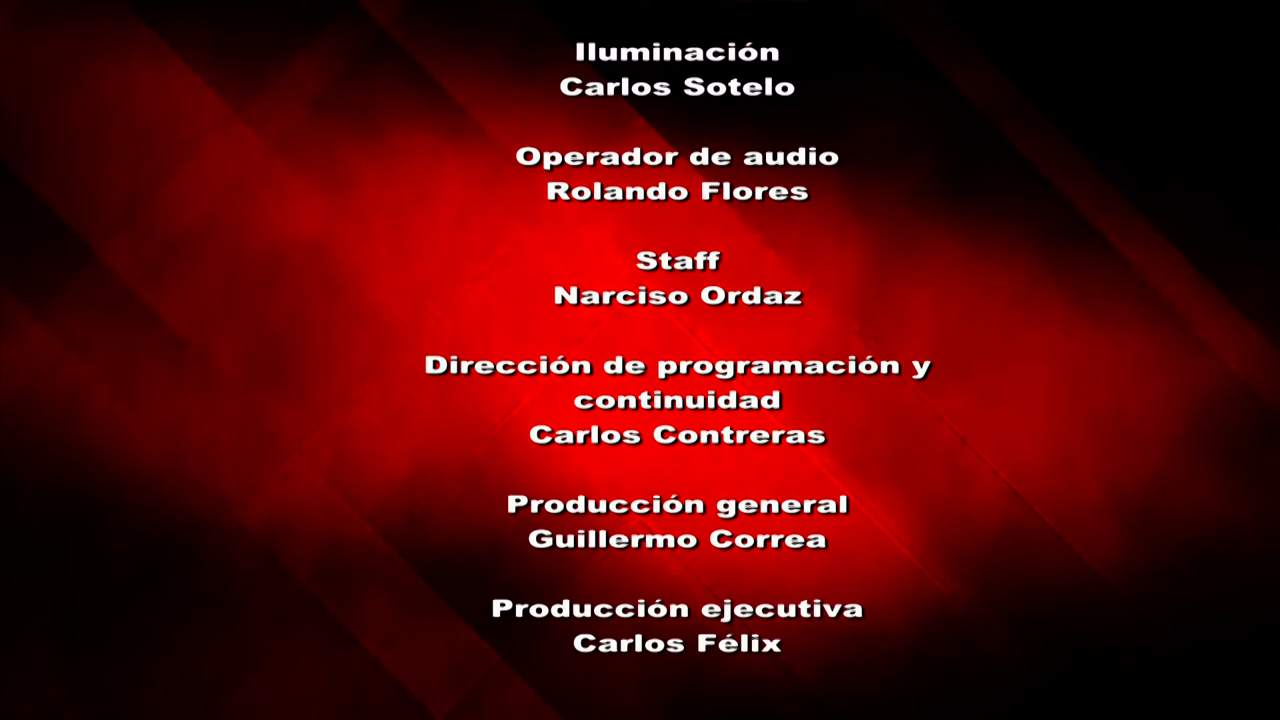 Iluminación
Carlos Sotelo
Operador de audio
Rolando Flores
Staff
Narciso Ordaz
Dirección de programación y
continuidad
Carlos Contreras
Producción general
Guillermo Correa
Producción ejecutiva
Carlos Félix